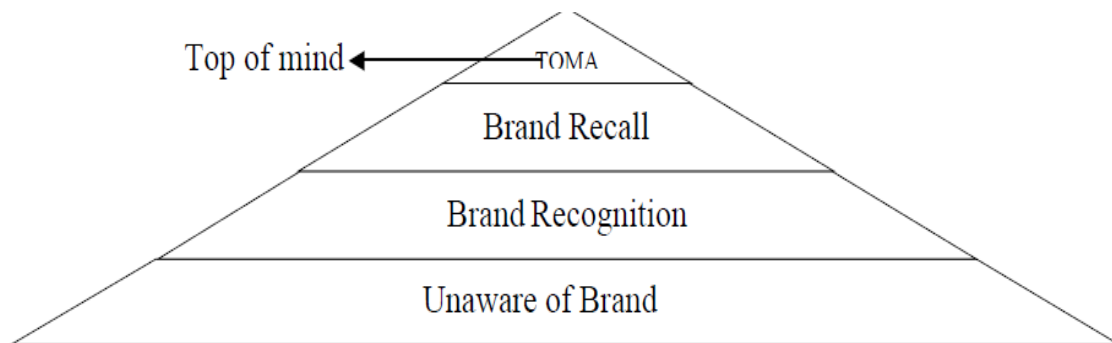 Top of mind
TOMA
Brand Recall
Brand Recognition
Unaware of Brand